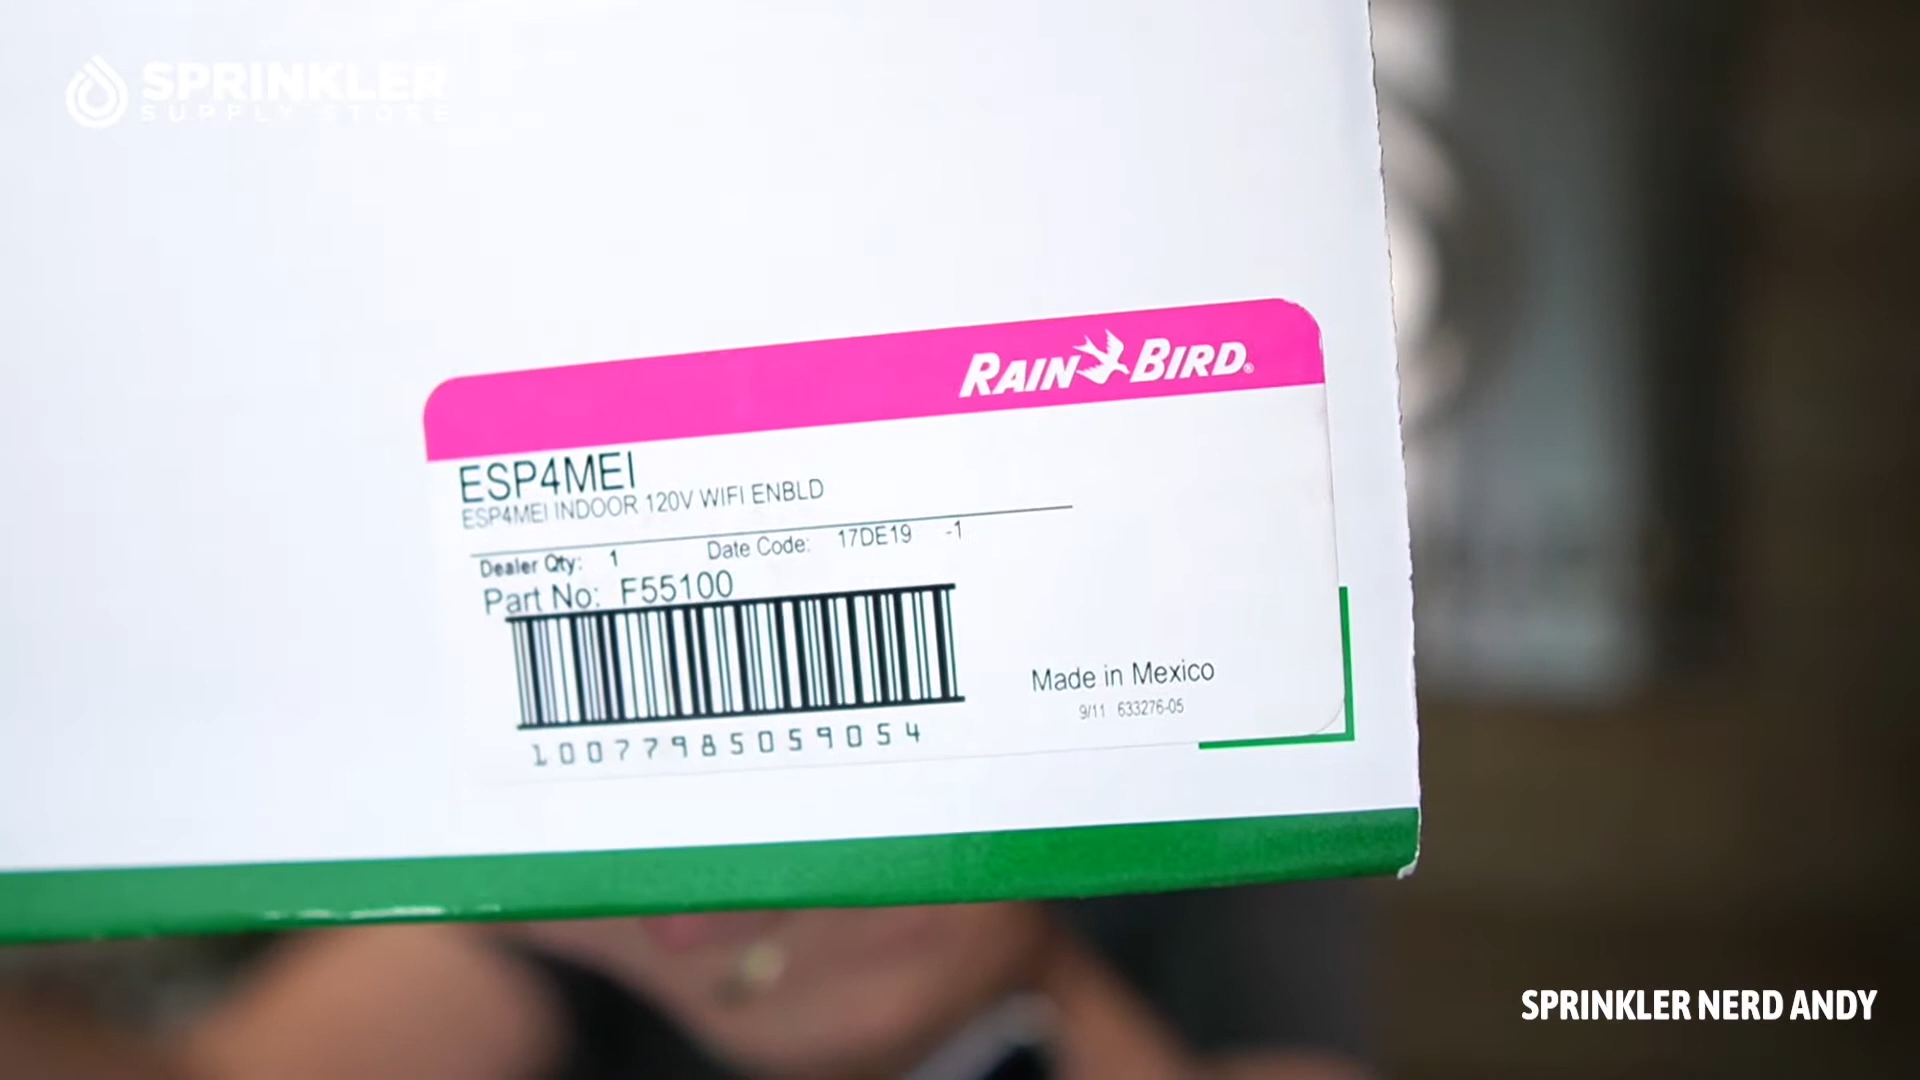 SPRINKLER
SUPPLY STORE
RAIN BIRD®
ESP4MEI
ESP4MEI INDOOR 120V WIFI ENBLD
Dealer Qty: 1 Date Code: 17DE19 -1
Part No: F55100
10077985059054
Made in Mexico
9/11 633276-05
SPRINKLER NERD ANDY